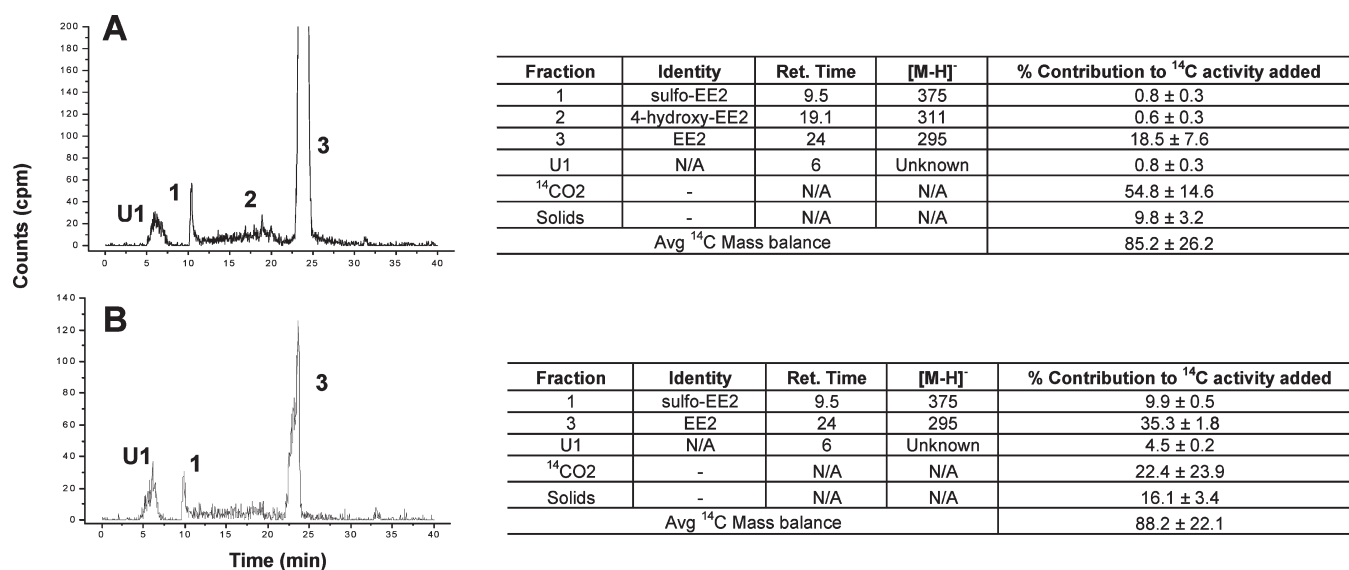 A
200
180
160
140
120
100
80
60
40
20
0
U1
1
2
3
0 5 10 15 20 25 30 35 40
Fraction Identity Ret. Time [M-H]⁻ % Contribution to ¹⁴C activity added
1 sulfo-EE2 9.5 375 0.8 ± 0.3
2 4-hydroxy-EE2 19.1 311 0.6 ± 0.3
3 EE2 24 295 18.5 ± 7.6
U1 N/A 6 Unknown 0.8 ± 0.3
¹⁴CO2 - N/A N/A 54.8 ± 14.6
Solids - N/A N/A 9.8 ± 3.2
Avg ¹⁴C Mass balance 85.2 ± 26.2
Counts (cpm)
B
140
120
100
80
60
40
20
0
U1
1
3
0 5 10 15 20 25 30 35 40
Time (min)
Fraction Identity Ret. Time [M-H]⁻ % Contribution to ¹⁴C activity added
1 sulfo-EE2 9.5 375 9.9 ± 0.5
3 EE2 24 295 35.3 ± 1.8
U1 N/A 6 Unknown 4.5 ± 0.2
¹⁴CO2 - N/A N/A 22.4 ± 23.9
Solids - N/A N/A 16.1 ± 3.4
Avg ¹⁴C Mass balance 88.2 ± 22.1